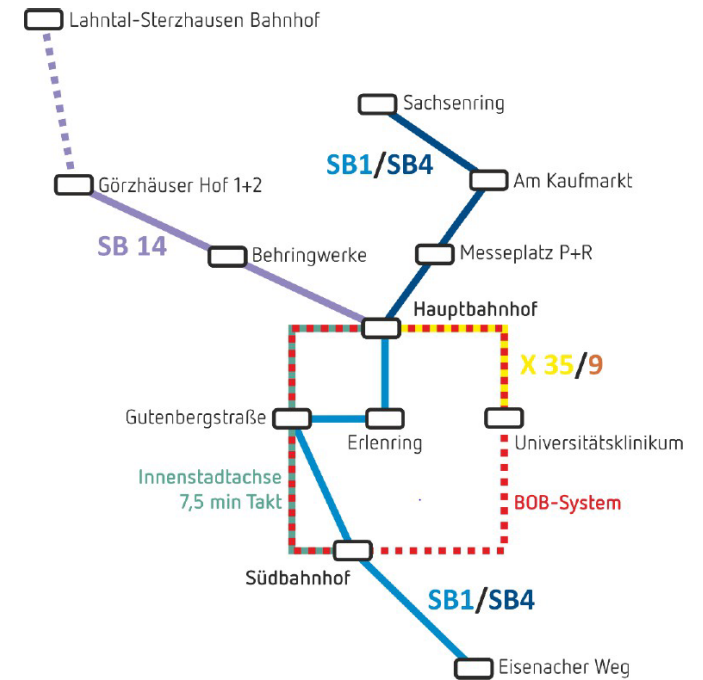 Lahntal-Sterzhausen Bahnhof
Sachsenring
SB1/SB4
Görzhäuser Hof 1+2
Am Kaufmarkt
SB 14
Behringwerke
Messeplatz P+R
Hauptbahnhof
X 35/9
Gutenbergstraße
Erlenring
Universitätsklinikum
Innenstadtachse
7,5 min Takt
BOB-System
Südbahnhof
SB1/SB4
Eisenacher Weg